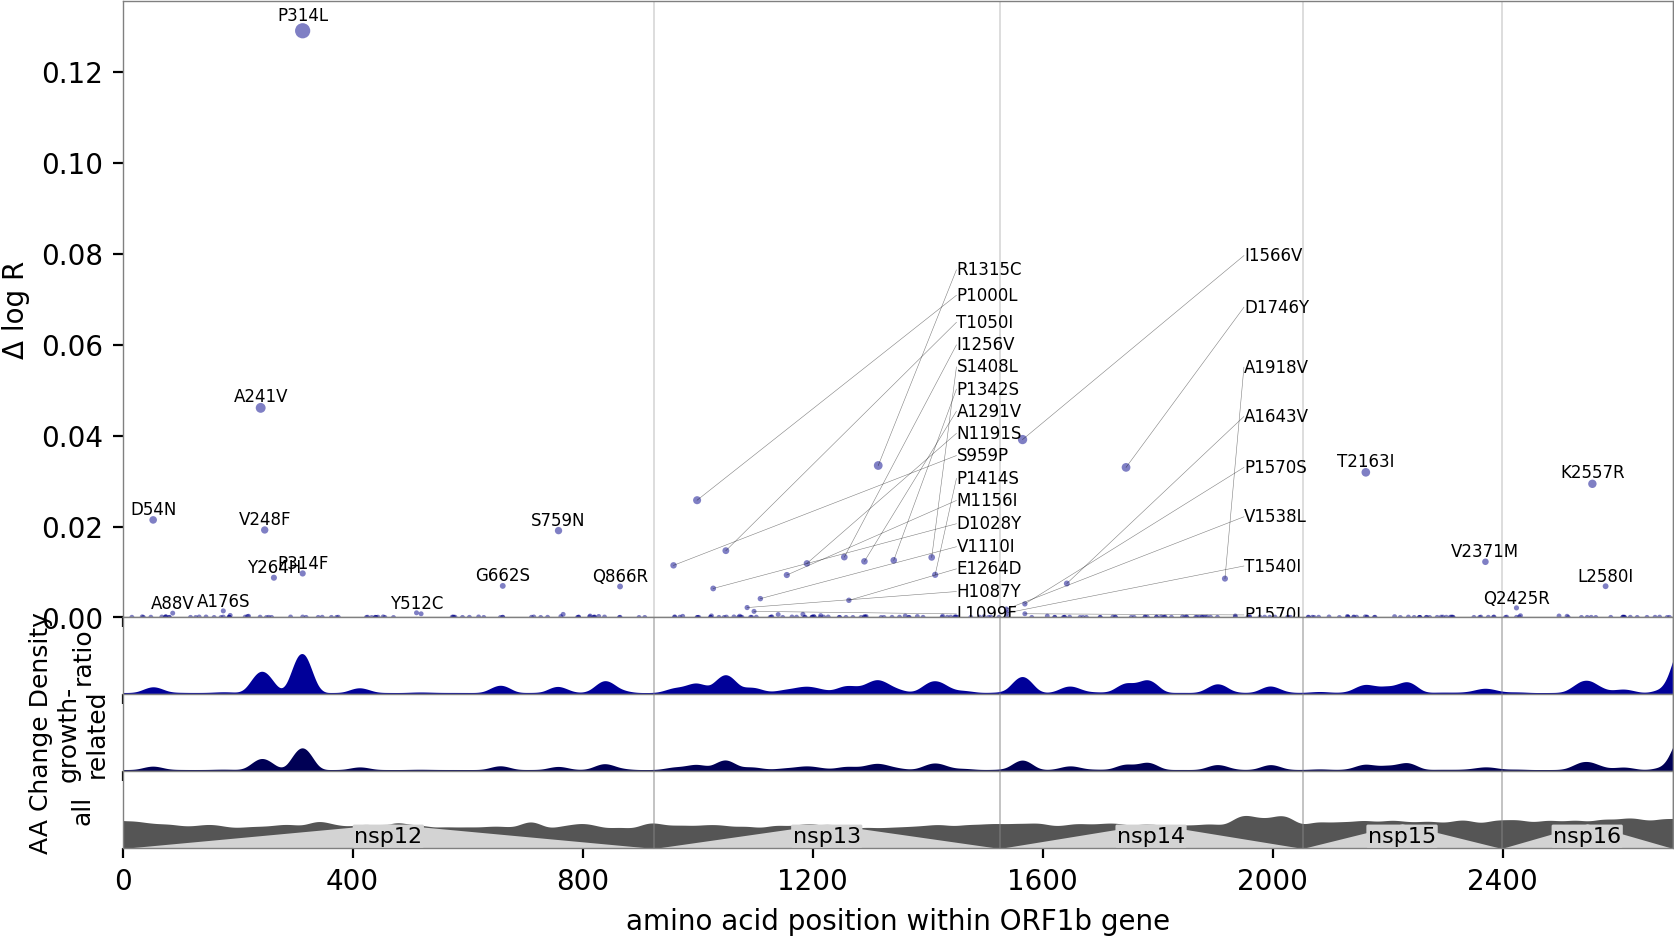 P314L
0.12
0.10
0.08
0.06
0.04
0.02
0.00
Δ log R
A241V
D54N
V248F
Y264H
P314F
A88V
A176S
Y512C
G662S
S759N
Q866R
R1315C
P1000L
T1050I
I1256V
S1408L
P1342S
A1291V
N1191S
S959P
P1414S
M1156I
D1028Y
V1110I
E1264D
H1087Y
L1099F
I1566V
D1746Y
A1918V
A1643V
P1570S
V1538L
T1540I
P1570L
T2163I
K2557R
V2371M
L2580I
Q2425R
AA Change Density
ratio
growth-
related
all
nsp12
nsp13
nsp14
nsp15
nsp16
0
400
800
1200
1600
2000
2400
amino acid position within ORF1b gene